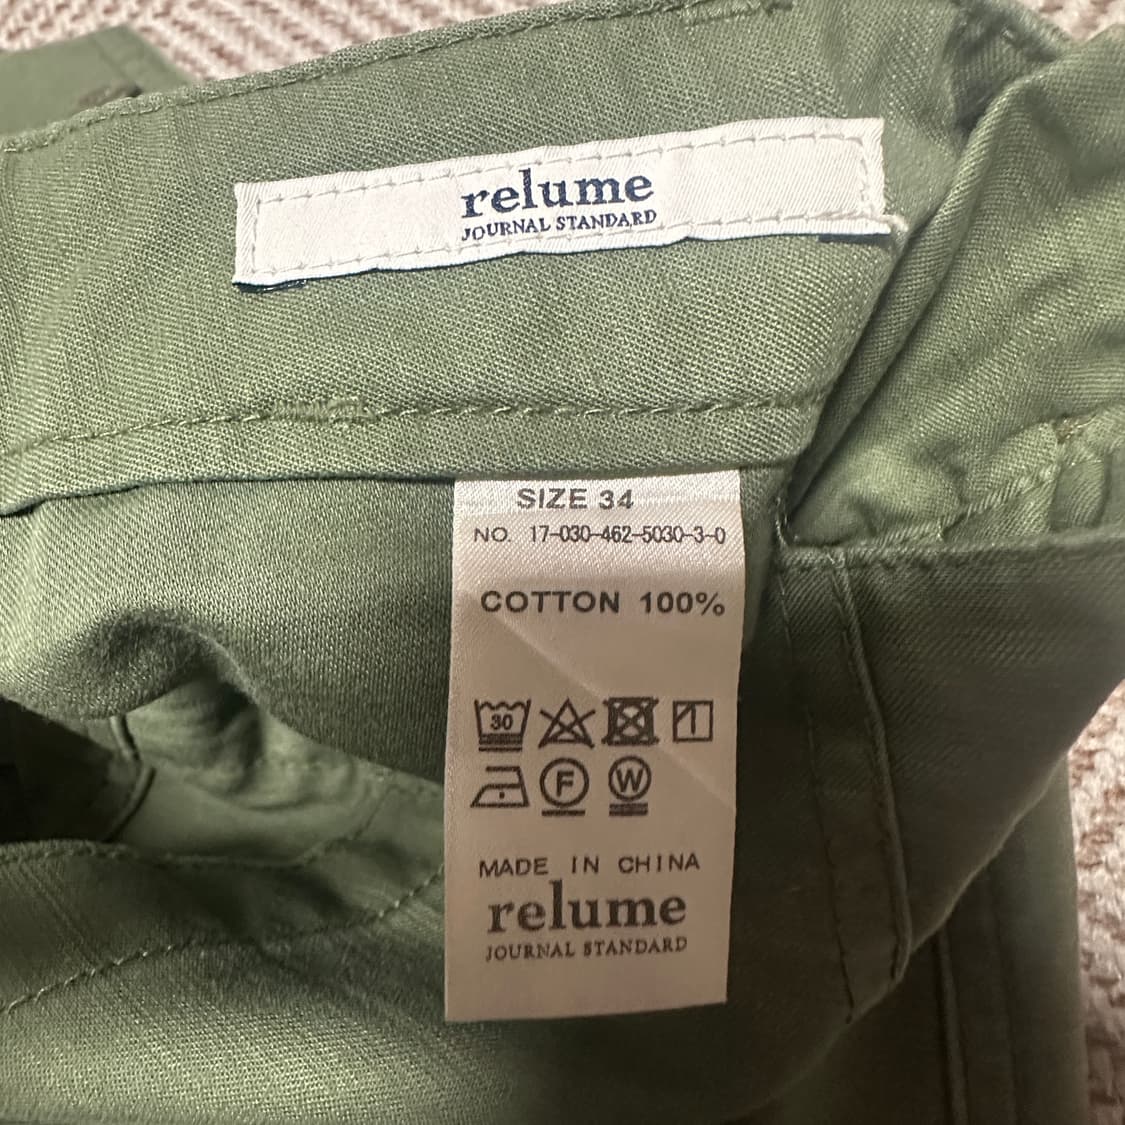 relume
JOURNAL STANDARD
SIZE 34
NO. 17-030-462-5030-3-0
COTTON 100%
30
F W
MADE IN CHINA
relume
JOURNAL STANDARD